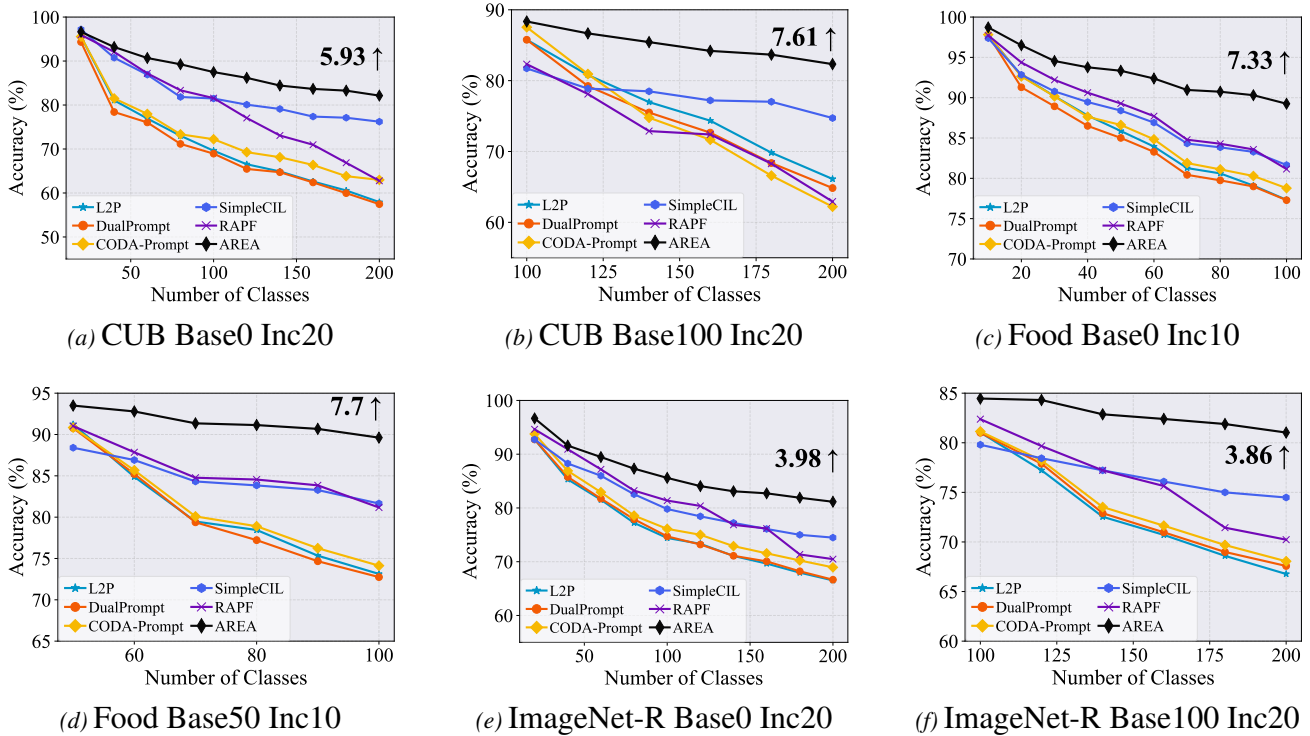 100
90
80
70
60
50
Accuracy (%)
5.93 ↑
L2P
DualPrompt
CODA-Prompt
SimpleCIL
RAPF
AREA
50
100
150
200
Number of Classes
(a) CUB Base0 Inc20
90
80
70
60
Accuracy (%)
7.61 ↑
L2P
DualPrompt
CODA-Prompt
SimpleCIL
RAPF
AREA
100
125
150
175
200
Number of Classes
(b) CUB Base100 Inc20
100
95
90
85
80
75
70
Accuracy (%)
7.33 ↑
L2P
DualPrompt
CODA-Prompt
SimpleCIL
RAPF
AREA
20
40
60
80
100
Number of Classes
(c) Food Base0 Inc10
95
90
85
80
75
70
65
Accuracy (%)
7.7 ↑
L2P
DualPrompt
CODA-Prompt
SimpleCIL
RAPF
AREA
60
80
100
Number of Classes
(d) Food Base50 Inc10
100
90
80
70
60
Accuracy (%)
3.98 ↑
L2P
DualPrompt
CODA-Prompt
SimpleCIL
RAPF
AREA
50
100
150
200
Number of Classes
(e) ImageNet-R Base0 Inc20
85
80
75
70
65
60
Accuracy (%)
3.86 ↑
L2P
DualPrompt
CODA-Prompt
SimpleCIL
RAPF
AREA
100
125
150
175
200
Number of Classes
(f) ImageNet-R Base100 Inc20